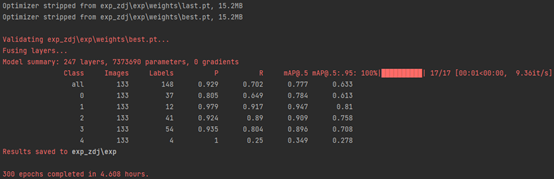 Optimizer stripped from exp_zdj\exp\weights\last.pt, 15.2MB
Optimizer stripped from exp_zdj\exp\weights\best.pt, 15.2MB
Validating exp_zdj\exp\weights\best.pt...
Fusing layers...
Model summary: 247 layers, 7373690 parameters, 0 gradients
Class Images Labels P R mAP@.5 mAP@.5:.95: 100%|██████████| 17/17 [00:01<00:00, 9.36it/s]
all 133 148 0.929 0.702 0.777 0.633
0 133 37 0.805 0.649 0.784 0.613
1 133 12 0.979 0.917 0.947 0.81
2 133 41 0.924 0.89 0.909 0.758
3 133 54 0.935 0.804 0.896 0.708
4 133 4 1 0.25 0.349 0.278
Results saved to exp_zdj\exp
300 epochs completed in 4.608 hours.